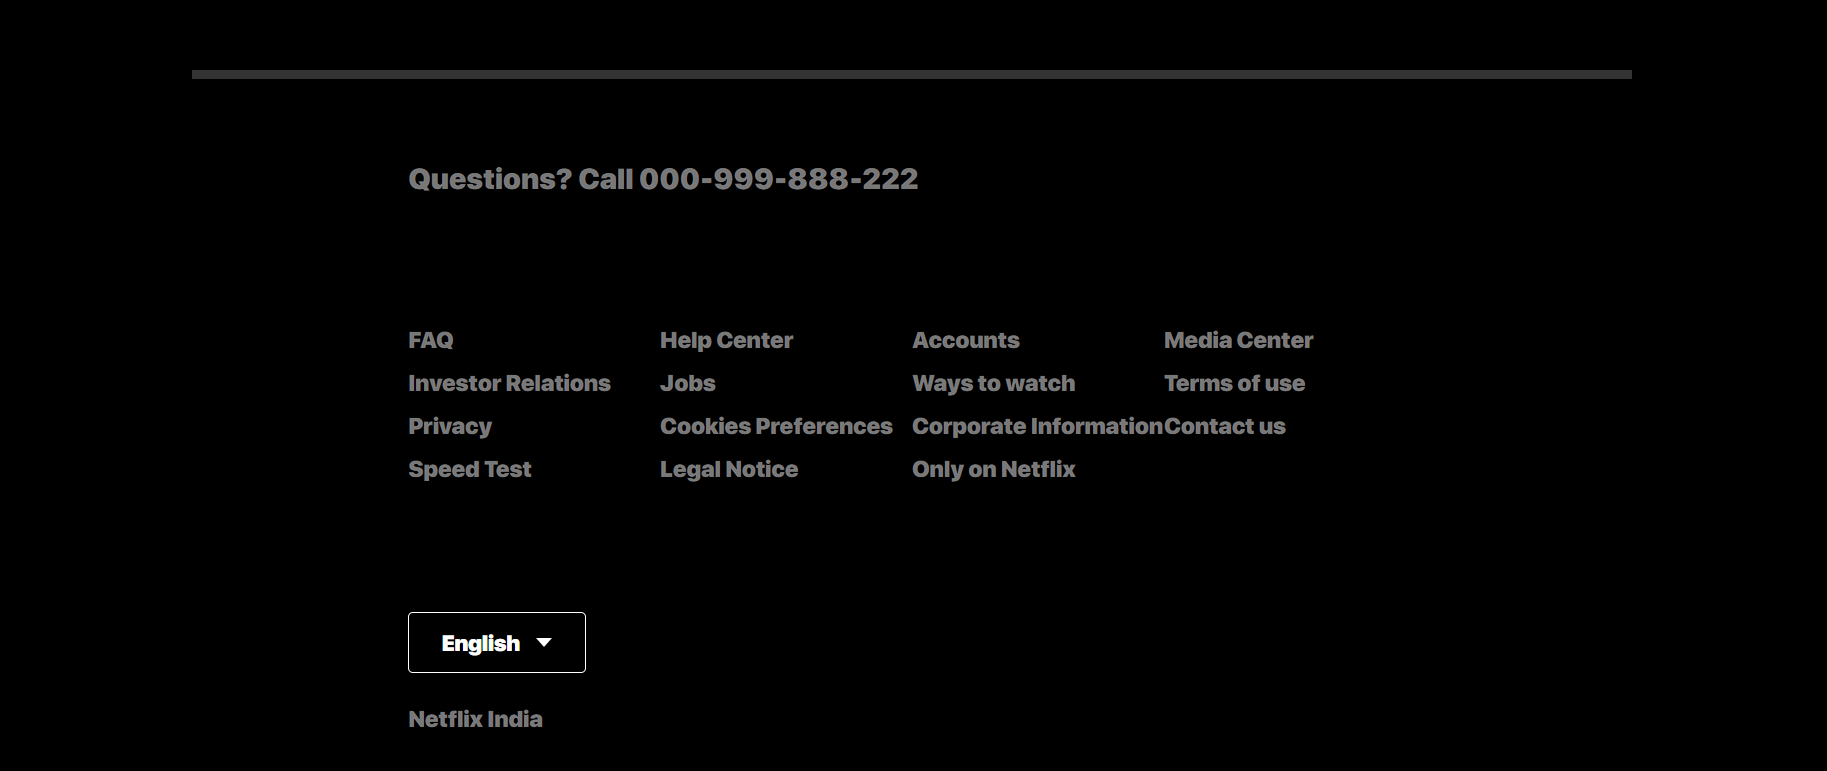 Questions? Call 000-999-888-222
FAQ Help Center Accounts Media Center
Investor Relations Jobs Ways to watch Terms of use
Privacy Cookies Preferences Corporate Information Contact us
Speed Test Legal Notice Only on Netflix
English
Netflix India